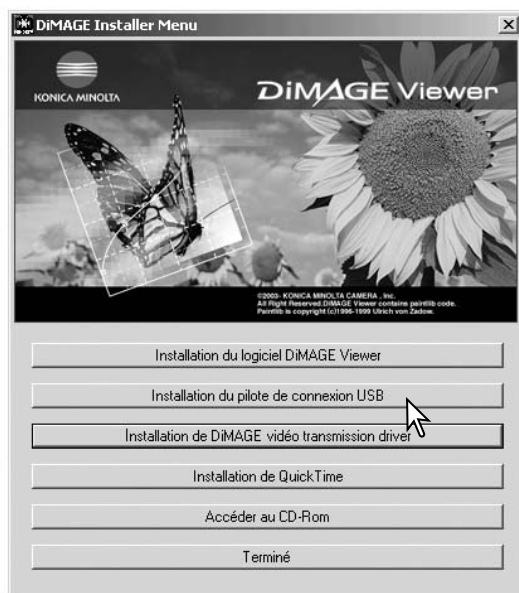 DiMAGE Installer Menu
KONICA MINOLTA
DiMAGE Viewer
©2003- KONICA MINOLTA CAMERA , Inc.
All Right Reserved.DiMAGE Viewer contains paintlib code.
Paintlib is copyright (c)1996-1999 Ulrich von Zadow.
Installation du logiciel DiMAGE Viewer
Installation du pilote de connexion USB
Installation de DiMAGE vidéo transmission driver
Installation de QuickTime
Accéder au CD-Rom
Terminé